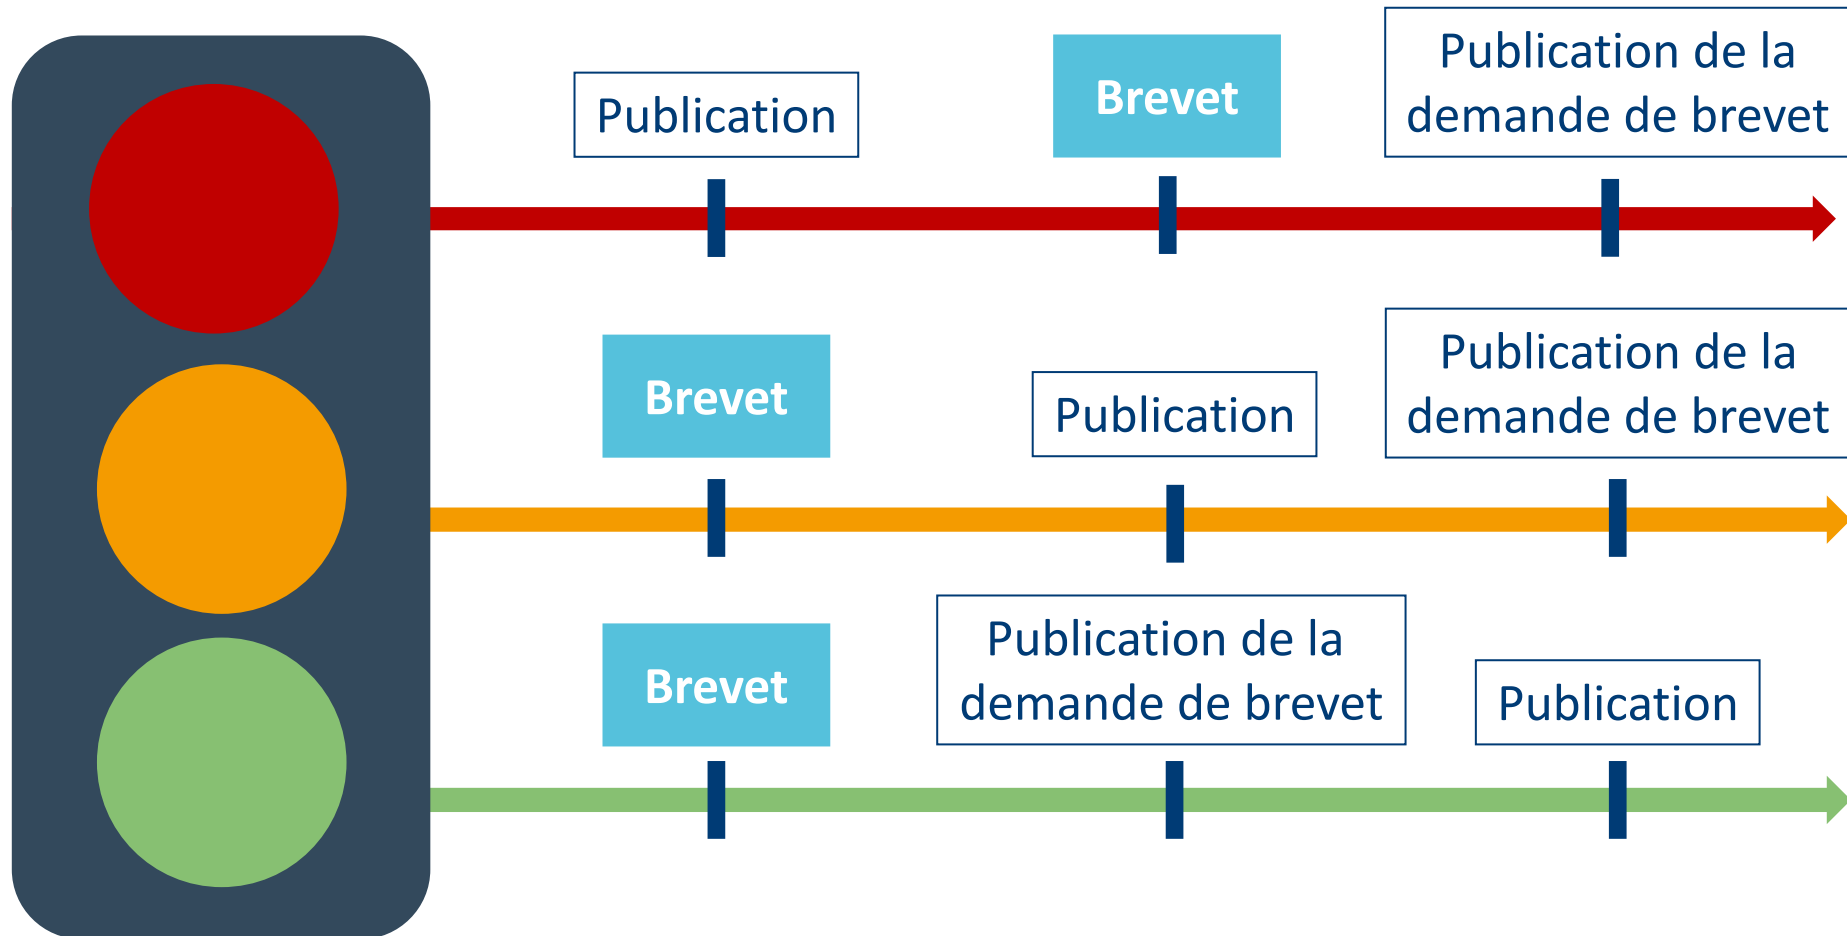 Publication
Brevet
Publication de la
demande de brevet
Brevet
Publication
Publication de la
demande de brevet
Brevet
Publication de la
demande de brevet
Publication